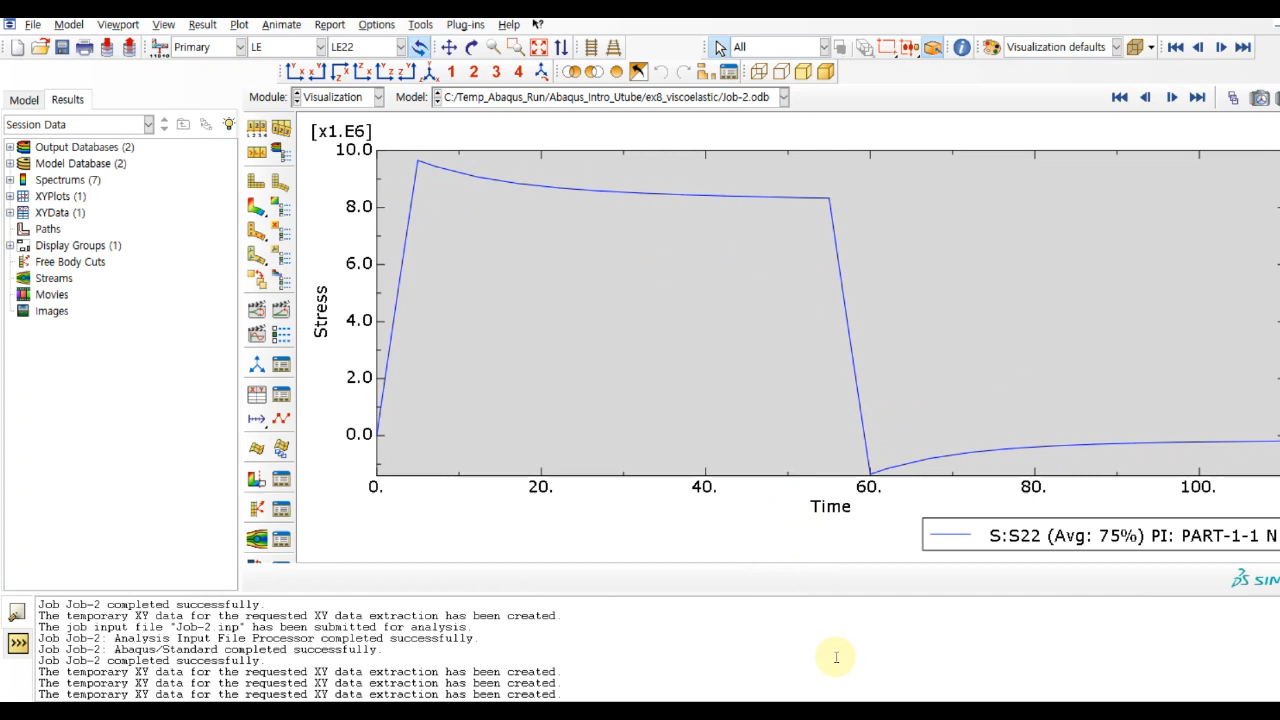 File Model Viewport View Result Plot Animate Report Options Tools Plug-ins Help
Primary LE LE22 All Visualization defaults
1 2 3 4
Model Results Module: Visualization Model: C:/Temp_Abaqus_Run/Abaqus_Intro_Utube/ex8_viscoelastic/Job-2.odb
Session Data
Output Databases (2)
Model Database (2)
Spectrums (7)
XYPlots (1)
XYData (1)
Paths
Display Groups (1)
Free Body Cuts
Streams
Movies
Images
[x1.E6]
10.0
8.0
6.0
4.0
2.0
0.0
Stress
0. 20. 40. 60. 80. 100.
Time
S:S22 (Avg: 75%) PI: PART-1-1 N
SIM
Job Job-2 completed successfully.
The temporary XY data for the requested XY data extraction has been created.
The job input file "Job-2.inp" has been submitted for analysis.
Job Job-2: Analysis Input File Processor completed successfully.
Job Job-2: Abaqus/Standard completed successfully.
Job Job-2 completed successfully.
The temporary XY data for the requested XY data extraction has been created.
The temporary XY data for the requested XY data extraction has been created.
The temporary XY data for the requested XY data extraction has been created.